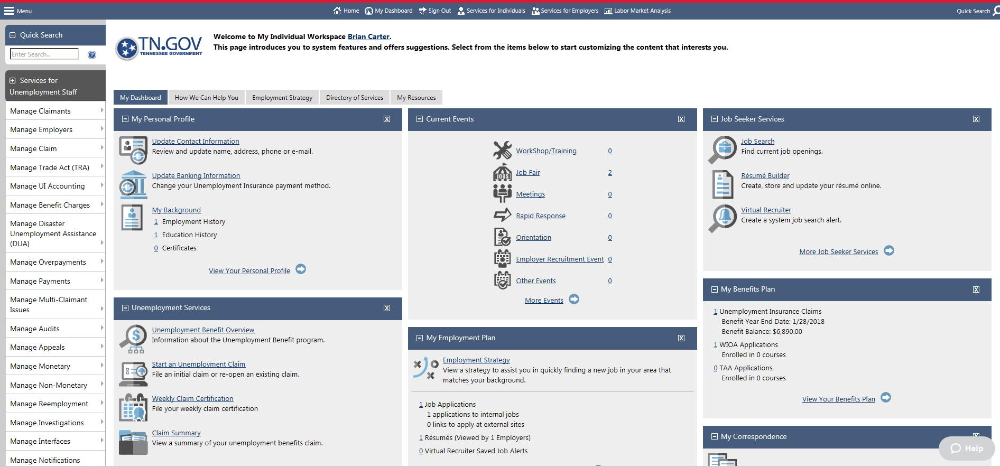 Menu
Home
My Dashboard
Sign Out
Services for Individuals
Services for Employers
Labor Market Analysis
Quick Search
Quick Search
Enter Search...
?
Services for
Unemployment Staff
Manage Claimants
Manage Employers
Manage Claim
Manage Trade Act (TRA)
Manage UI Accounting
Manage Benefit Charges
Manage Disaster
Unemployment Assistance
(DUA)
Manage Overpayments
Manage Payments
Manage Multi-Claimant
Issues
Manage Audits
Manage Appeals
Manage Monetary
Manage Non-Monetary
Manage Reemployment
Manage Investigations
Manage Interfaces
Manage Notifications
TN.GOV
TENNESSEE GOVERNMENT
Welcome to My Individual Workspace Brian Carter.
This page introduces you to system features and offers suggestions. Select from the items below to start customizing the content that interests you.
My Dashboard
How We Can Help You
Employment Strategy
Directory of Services
My Resources
My Personal Profile
Update Contact Information
Review and update name, address, phone or e-mail.
Update Banking Information
Change your Unemployment Insurance payment method.
My Background
1 Employment History
1 Education History
0 Certificates
View Your Personal Profile
Unemployment Services
Unemployment Benefit Overview
Information about the Unemployment Benefit program.
Start an Unemployment Claim
File an initial claim or re-open an existing claim.
Weekly Claim Certification
File your weekly claim certification
Claim Summary
View a summary of your unemployment benefits claim.
Current Events
WorkShop/Training 0
JOBS
Job Fair 2
Meetings 0
Rapid Response 0
Orientation 0
Employer Recruitment Event 0
Other Events 0
More Events
My Employment Plan
Employment Strategy
View a strategy to assist you in quickly finding a new job in your area that
matches your background.
1 Job Applications
1 applications to internal jobs
0 links to apply at external sites
1 Résumés (Viewed by 1 Employers)
0 Virtual Recruiter Saved Job Alerts
Job Seeker Services
Job Search
Find current job openings.
Résumé Builder
Create, store and update your résumé online.
Virtual Recruiter
Create a system job search alert.
More Job Seeker Services
My Benefits Plan
1 Unemployment Insurance Claims
Benefit Year End Date: 1/28/2018
Benefit Balance: $6,890.00
1 WIOA Applications
Enrolled in 0 courses
0 TAA Applications
Enrolled in 0 courses
View Your Benefits Plan
My Correspondence
Help